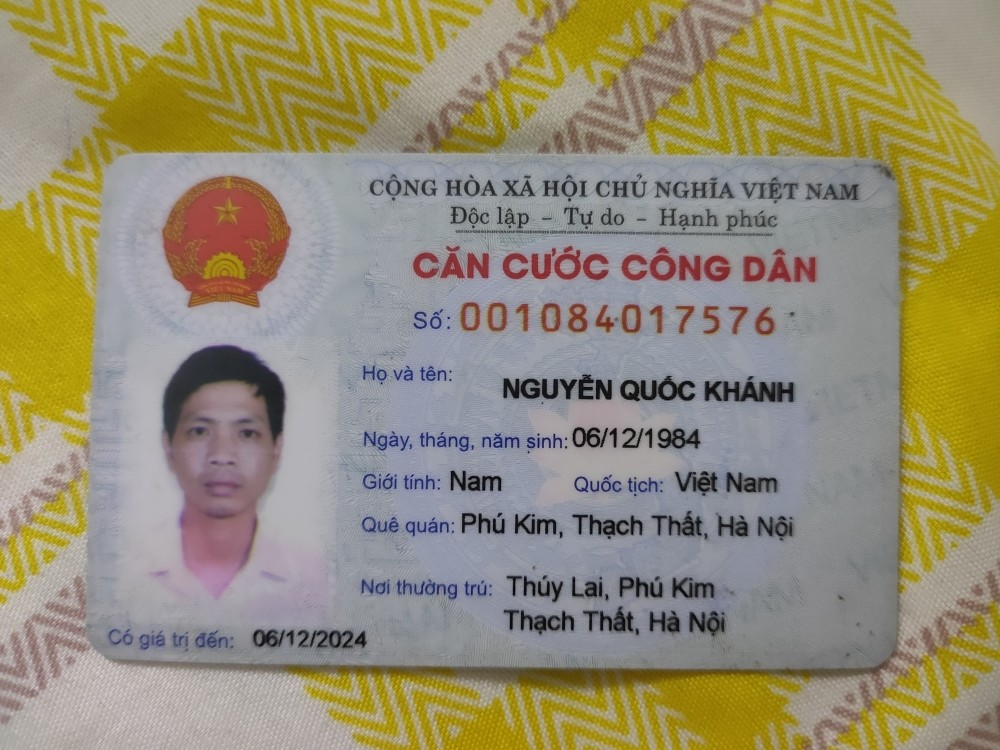 CỘNG HÒA XÃ HỘI CHỦ NGHĨA VIỆT NAM
Độc lập - Tự do - Hạnh phúc
CĂN CƯỚC CÔNG DÂN
Số: 001084017576
Họ và tên: NGUYỄN QUỐC KHÁNH
Ngày, tháng, năm sinh: 06/12/1984
Giới tính: Nam Quốc tịch: Việt Nam
Quê quán: Phú Kim, Thạch Thất, Hà Nội
Nơi thường trú: Thúy Lai, Phú Kim
Thạch Thất, Hà Nội
Có giá trị đến: 06/12/2024